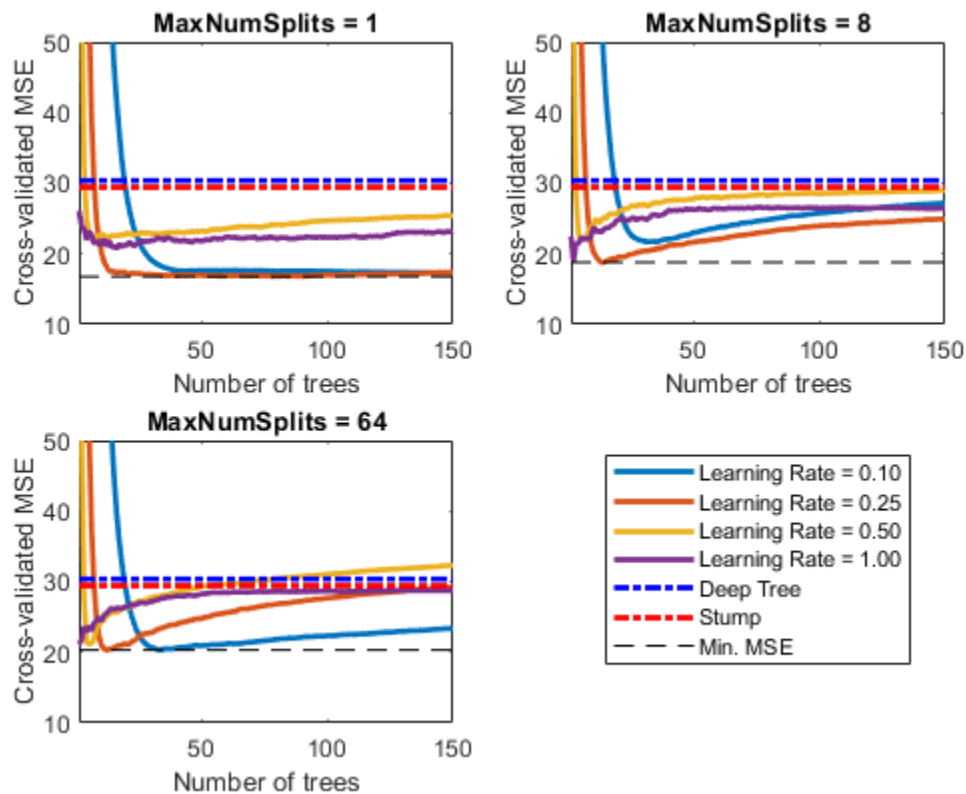 MaxNumSplits = 1
50
40
30
20
10
Cross-validated MSE
50
100
150
Number of trees
MaxNumSplits = 8
50
40
30
20
10
Cross-validated MSE
50
100
150
Number of trees
MaxNumSplits = 64
50
40
30
20
10
Cross-validated MSE
50
100
150
Number of trees
Learning Rate = 0.10
Learning Rate = 0.25
Learning Rate = 0.50
Learning Rate = 1.00
Deep Tree
Stump
Min. MSE